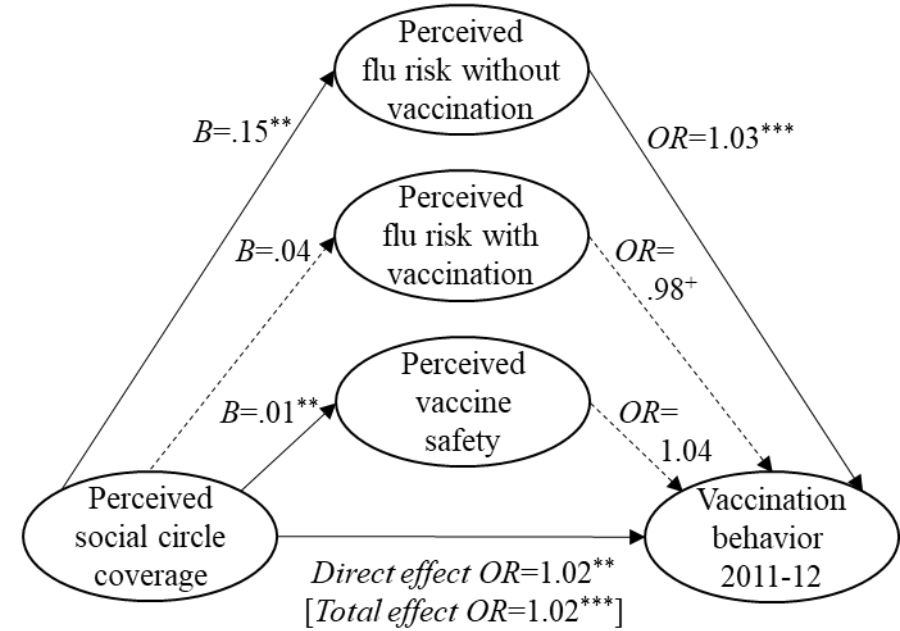 Perceived
flu risk without
vaccination
B=.15**
OR=1.03***
Perceived
flu risk with
vaccination
B=.04
OR=
.98+
Perceived
vaccine
safety
B=.01**
OR=
1.04
Perceived
social circle
coverage
Vaccination
behavior
2011-12
Direct effect OR=1.02**
[Total effect OR=1.02***]